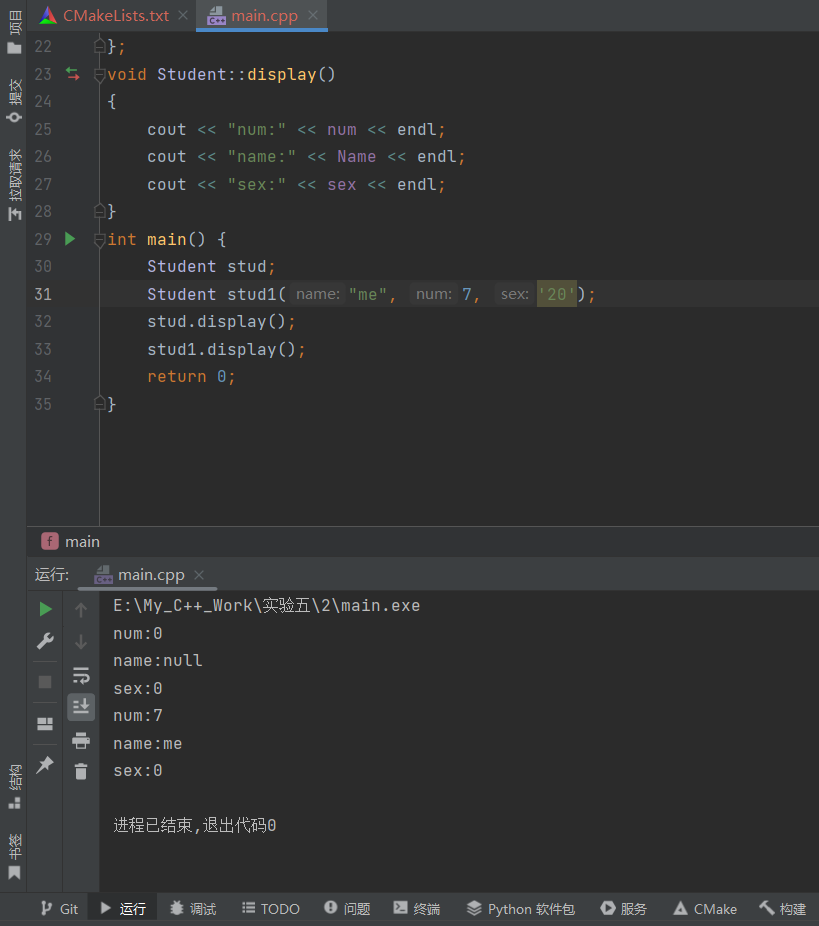 CMakeLists.txt main.cpp
项目
提交
拉取请求
22 };
23 void Student::display()
24 {
25 cout << "num:" << num << endl;
26 cout << "name:" << Name << endl;
27 cout << "sex:" << sex << endl;
28 }
29 int main() {
30 Student stud;
31 Student stud1( name: "me", num: 7, sex: '20');
32 stud.display();
33 stud1.display();
34 return 0;
35 }
f main
运行: main.cpp
E:\My_C++_Work\实验五\2\main.exe
num:0
name:null
sex:0
num:7
name:me
sex:0
进程已结束,退出代码0
结构
书签
Git 运行 调试 TODO 问题 终端 Python 软件包 服务 CMake 构建